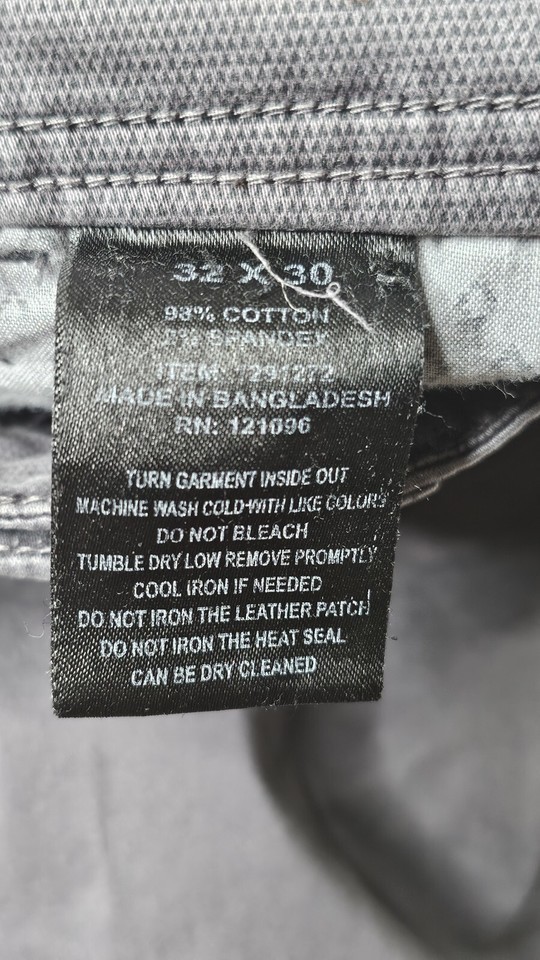 32 X 30
98% COTTON
2% SPANDEX
ITEM: 1291272
MADE IN BANGLADESH
RN: 121096
TURN GARMENT INSIDE OUT
MACHINE WASH COLD WITH LIKE COLORS
DO NOT BLEACH
TUMBLE DRY LOW REMOVE PROMPTLY
COOL IRON IF NEEDED
DO NOT IRON THE LEATHER PATCH
DO NOT IRON THE HEAT SEAL
CAN BE DRY CLEANED